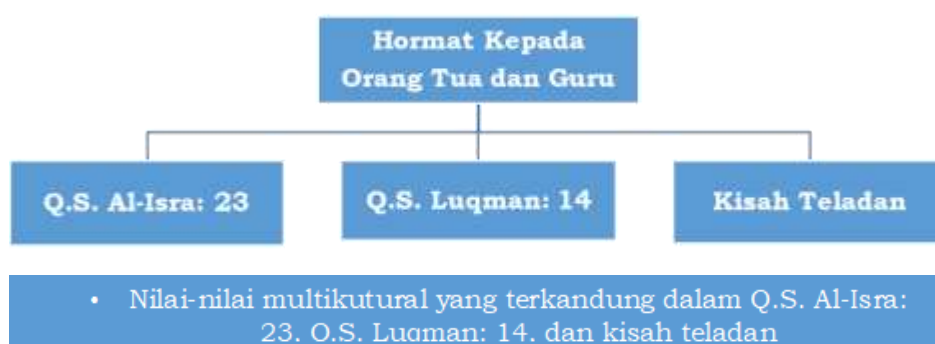 Hormat Kepada
Orang Tua dan Guru
Q.S. Al-Isra: 23
Q.S. Luqman: 14
Kisah Teladan
• Nilai-nilai multikutural yang terkandung dalam Q.S. Al-Isra:
23. Q.S. Luqman: 14. dan kisah teladan